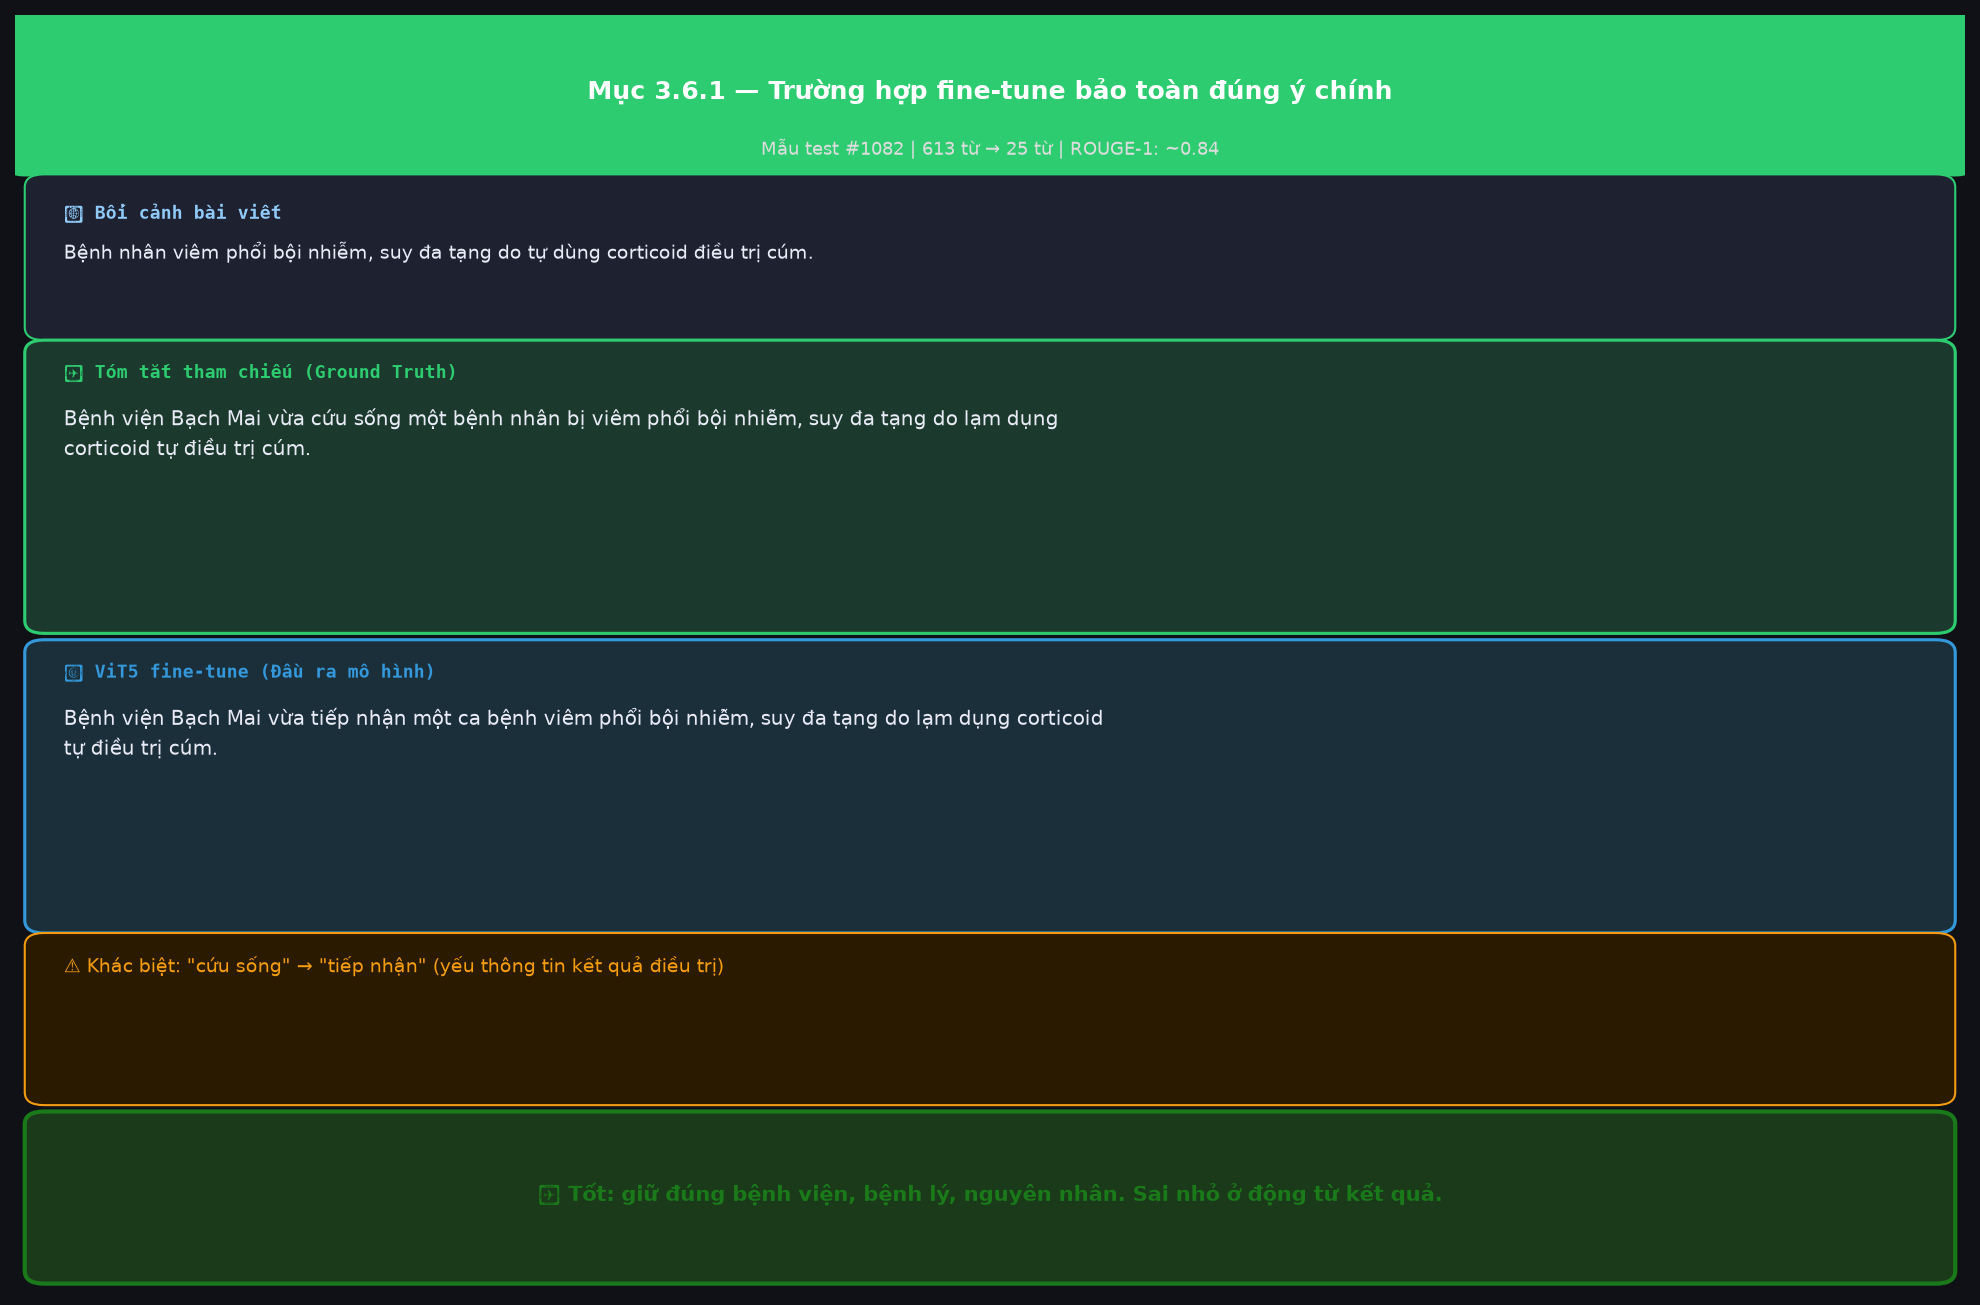 Mục 3.6.1 — Trường hợp fine-tune bảo toàn đúng ý chính
Mẫu test #1082 | 613 từ → 25 từ | ROUGE-1: ~0.84
Bối cảnh bài viết
Bệnh nhân viêm phổi bội nhiễm, suy đa tạng do tự dùng corticoid điều trị cúm.
Tóm tắt tham chiếu (Ground Truth)
Bệnh viện Bạch Mai vừa cứu sống một bệnh nhân bị viêm phổi bội nhiễm, suy đa tạng do lạm dụng
corticoid tự điều trị cúm.
ViT5 fine-tune (Đầu ra mô hình)
Bệnh viện Bạch Mai vừa tiếp nhận một ca bệnh viêm phổi bội nhiễm, suy đa tạng do lạm dụng corticoid
tự điều trị cúm.
⚠ Khác biệt: "cứu sống" → "tiếp nhận" (yếu thông tin kết quả điều trị)
Tốt: giữ đúng bệnh viện, bệnh lý, nguyên nhân. Sai nhỏ ở động từ kết quả.